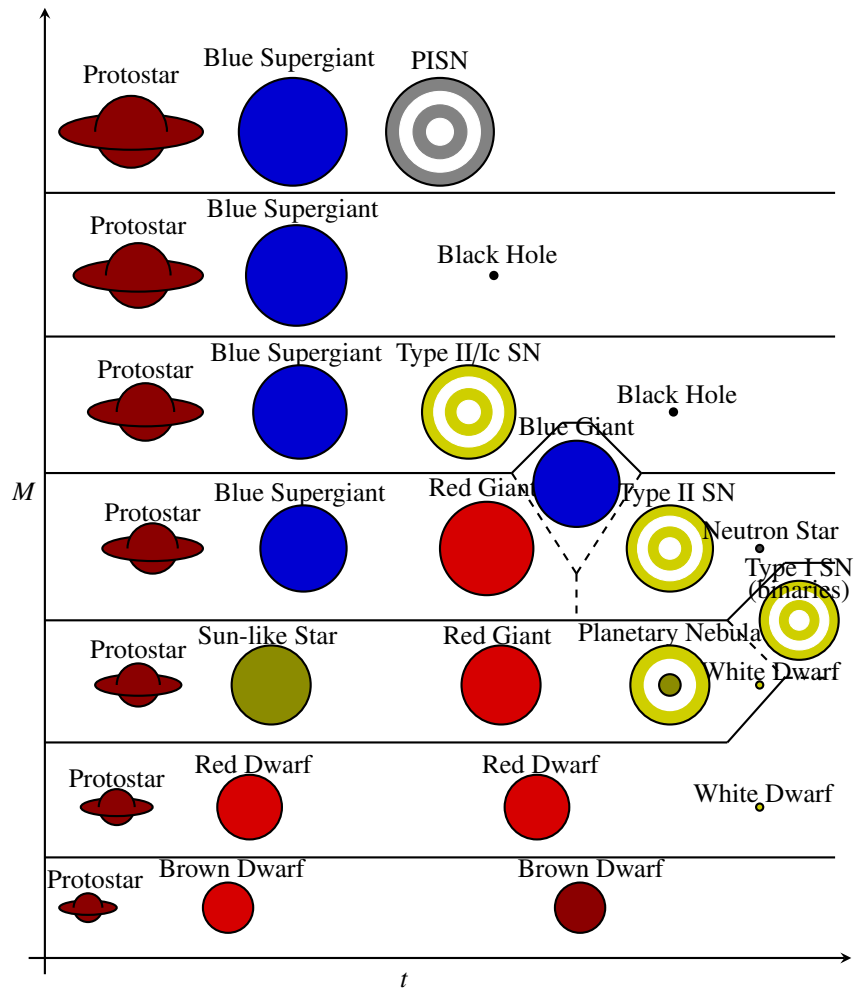 Protostar
Blue Supergiant
PISN
Protostar
Blue Supergiant
Black Hole
Protostar
Blue Supergiant
Type II/Ic SN
Black Hole
Blue Giant
M
Protostar
Blue Supergiant
Red Giant
Type II SN
Neutron Star
Type I SN
(binaries)
Protostar
Sun-like Star
Red Giant
Planetary Nebula
White Dwarf
Protostar
Red Dwarf
Red Dwarf
White Dwarf
Protostar
Brown Dwarf
Brown Dwarf
t